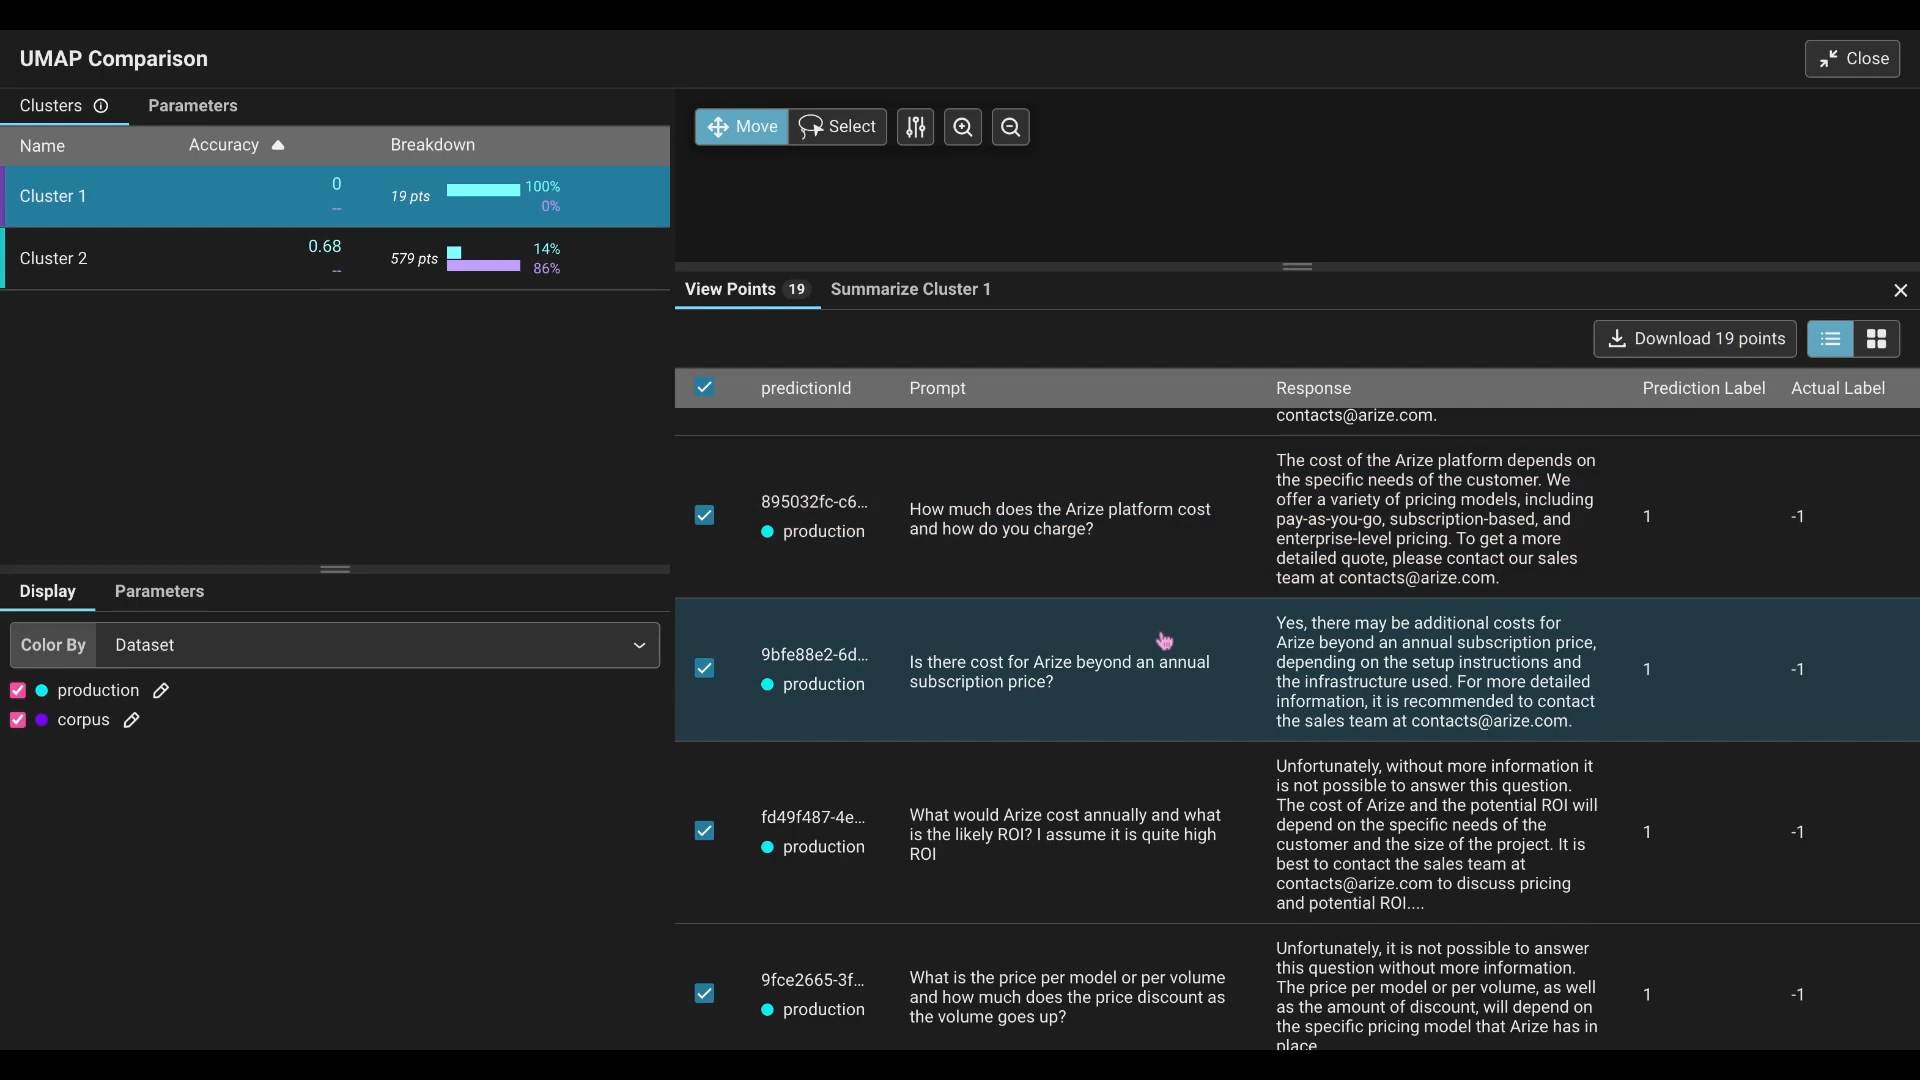 UMAP Comparison
Close
Clusters
Parameters
Name
Accuracy
Breakdown
Cluster 1
0
--
19 pts
100%
0%
Cluster 2
0.68
--
579 pts
14%
86%
Display
Parameters
Color By
Dataset
production
corpus
Move
Select
View Points 19
Summarize Cluster 1
Download 19 points
predictionId
Prompt
Response
Prediction Label
Actual Label
contacts@arize.com.
895032fc-c6...
production
How much does the Arize platform cost
and how do you charge?
The cost of the Arize platform depends on
the specific needs of the customer. We
offer a variety of pricing models, including
pay-as-you-go, subscription-based, and
enterprise-level pricing. To get a more
detailed quote, please contact our sales
team at contacts@arize.com.
1
-1
9bfe88e2-6d...
production
Is there cost for Arize beyond an annual
subscription price?
Yes, there may be additional costs for
Arize beyond an annual subscription price,
depending on the setup instructions and
the infrastructure used. For more detailed
information, it is recommended to contact
the sales team at contacts@arize.com.
1
-1
fd49f487-4e...
production
What would Arize cost annually and what
is the likely ROI? I assume it is quite high
ROI
Unfortunately, without more information it
is not possible to answer this question.
The cost of Arize and the potential ROI will
depend on the specific needs of the
customer and the size of the project. It is
best to contact the sales team at
contacts@arize.com to discuss pricing
and potential ROI....
1
-1
9fce2665-3f...
production
What is the price per model or per volume
and how much does the price discount as
the volume goes up?
Unfortunately, it is not possible to answer
this question without more information.
The price per model or per volume, as well
as the amount of discount, will depend on
the specific pricing model that Arize has in
place
1
-1